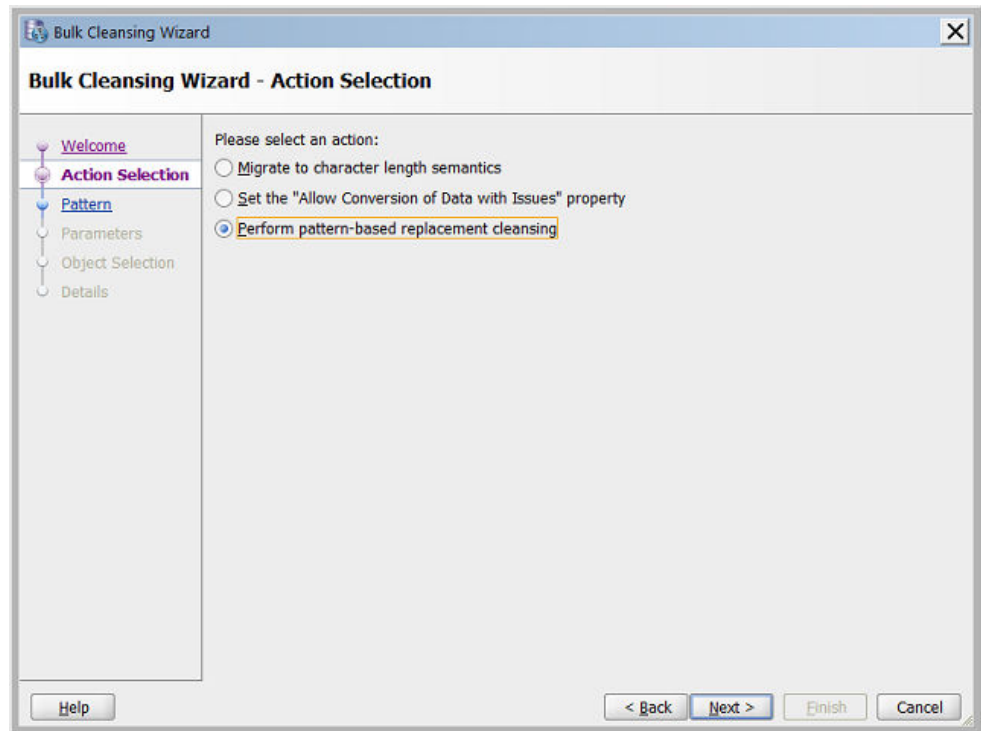 Bulk Cleansing Wizard
Bulk Cleansing Wizard - Action Selection
Welcome
Action Selection
Pattern
Parameters
Object Selection
Details
Please select an action:
Migrate to character length semantics
Set the "Allow Conversion of Data with Issues" property
Perform pattern-based replacement cleansing
Help
< Back
Next >
Finish
Cancel